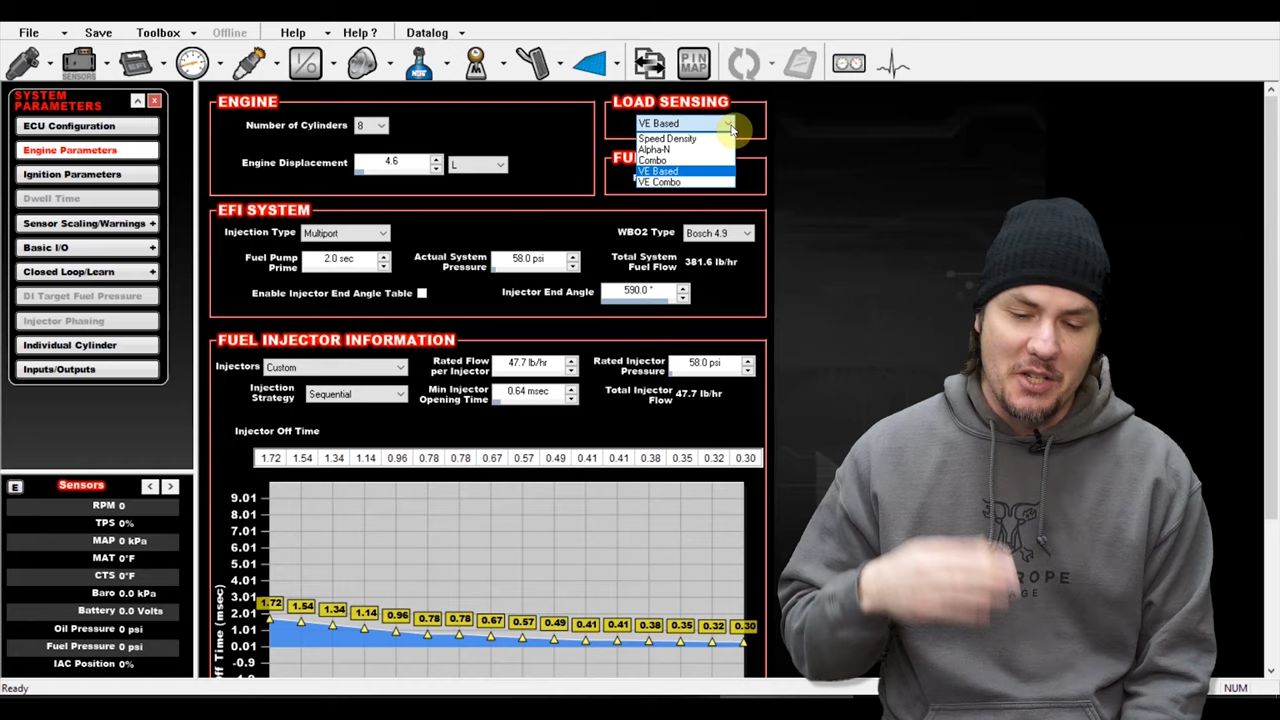 File Save Toolbox Offline Help Help ? Datalog
SENSORS EFI I/O NOS PIN MAP
SYSTEM PARAMETERS
ECU Configuration
Engine Parameters
Ignition Parameters
Dwell Time
Sensor Scaling/Warnings +
Basic I/O +
Closed Loop/Learn +
DI Target Fuel Pressure
Injector Phasing
Individual Cylinder
Inputs/Outputs
E Sensors < >
RPM 0
TPS 0%
MAP 0 kPa
MAT 0°F
CTS 0°F
Baro 0.0 kPa
Battery 0.0 Volts
Oil Pressure 0 psi
Fuel Pressure 0 psi
IAC Position 0%
ENGINE
Number of Cylinders 8
Engine Displacement 4.6 L
LOAD SENSING
VE Based
Speed Density
Alpha-N
Combo
VE Based
VE Combo
FU
EFI SYSTEM
Injection Type Multiport WBO2 Type Bosch 4.9
Fuel Pump Prime 2.0 sec Actual System Pressure 58.0 psi Total System Fuel Flow 381.6 lb/hr
Enable Injector End Angle Table Injector End Angle 590.0 °
FUEL INJECTOR INFORMATION
Injectors Custom Rated Flow per Injector 47.7 lb/hr Rated Injector Pressure 58.0 psi
Injection Strategy Sequential Min Injector Opening Time 0.64 msec Total Injector Flow 47.7 lb/hr
Injector Off Time
1.72 1.54 1.34 1.14 0.96 0.78 0.78 0.67 0.57 0.49 0.41 0.41 0.38 0.35 0.32 0.30
9.01
8.01
7.01
6.01
5.01
4.01
3.01
2.01
1.01
0.01
-0.9
Off Time (msec)
1.72 1.54 1.34 1.14 0.96 0.78 0.78 0.67 0.57 0.49 0.41 0.41 0.38 0.35 0.32 0.30
ROPE
GE
Ready NUM